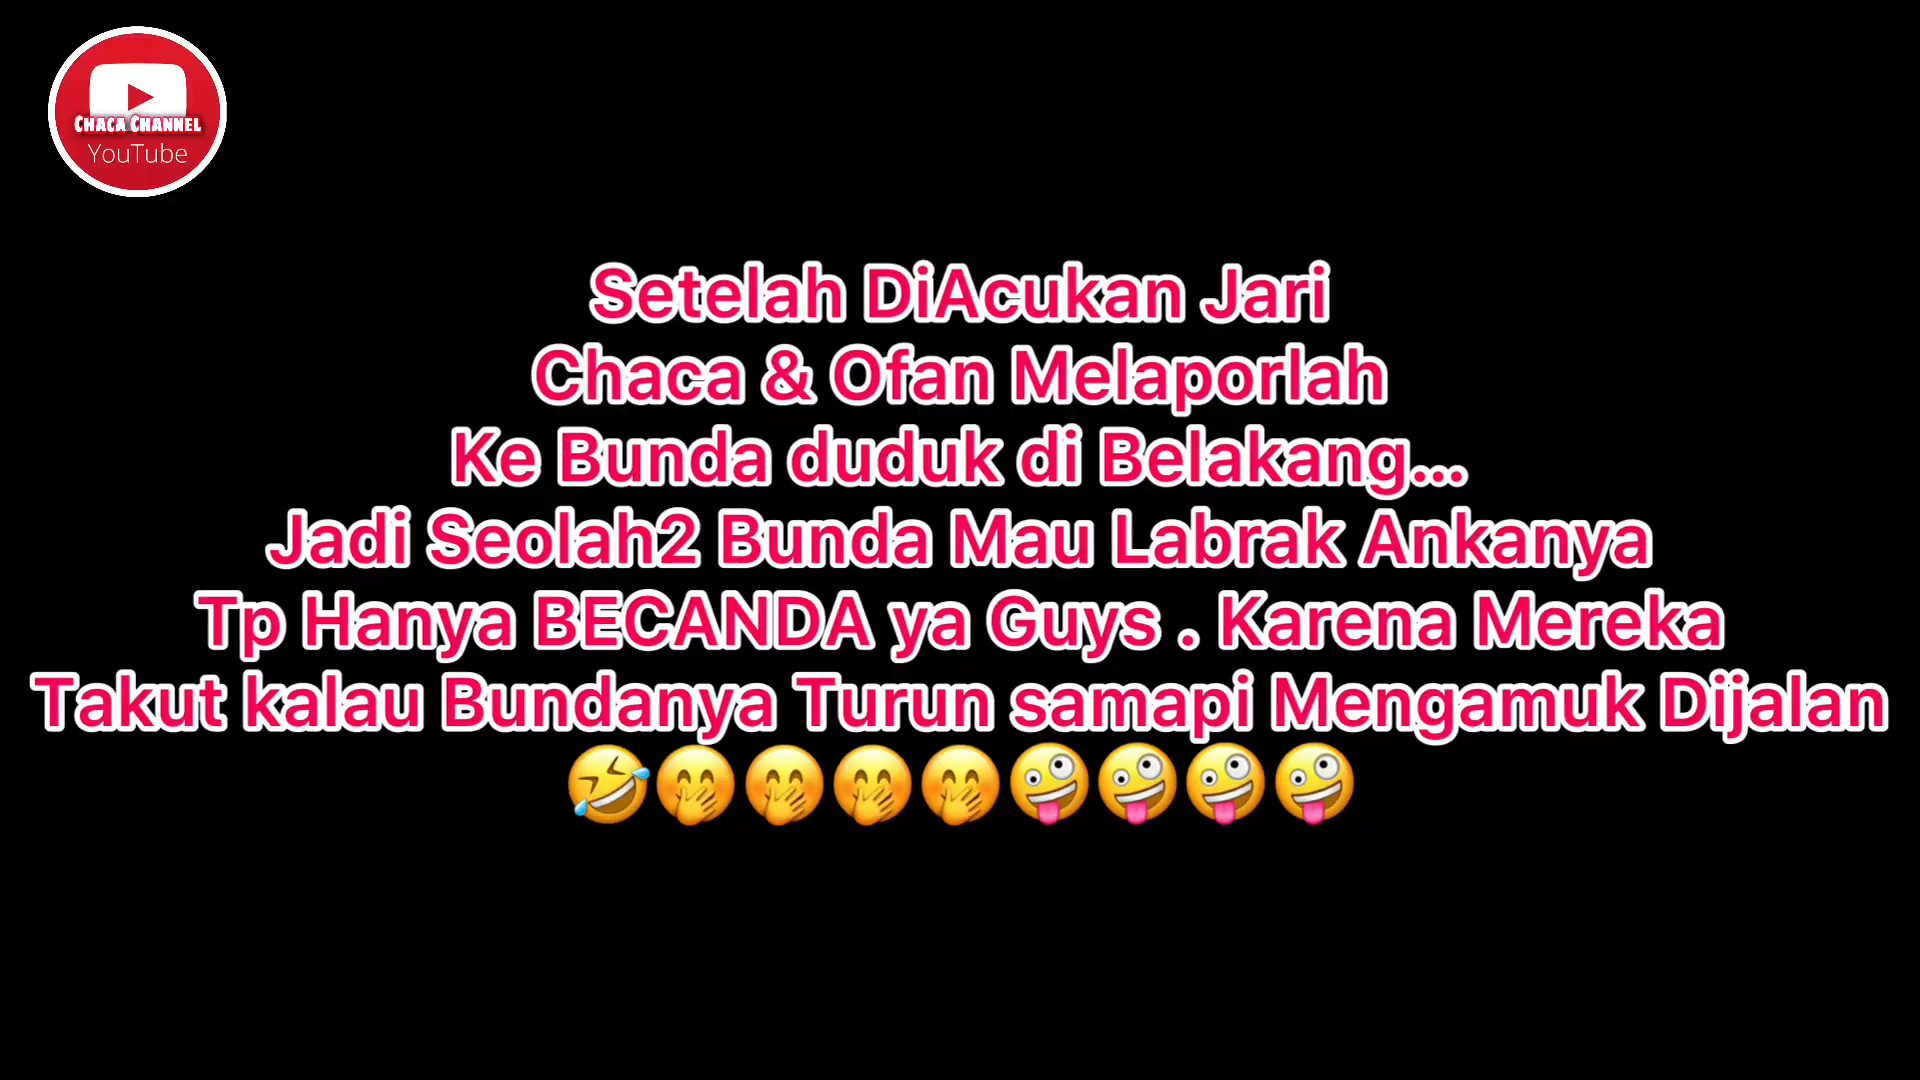 CHACA CHANNEL
YouTube
Setelah DiAcukan Jari
Chaca & Ofan Melaporlah
Ke Bunda duduk di Belakang...
Jadi Seolah2 Bunda Mau Labrak Ankanya
Tp Hanya BECANDA ya Guys . Karena Mereka
Takut kalau Bundanya Turun samapi Mengamuk Dijalan
🤣🤭🤭🤭🤭🤪🤪🤪🤪